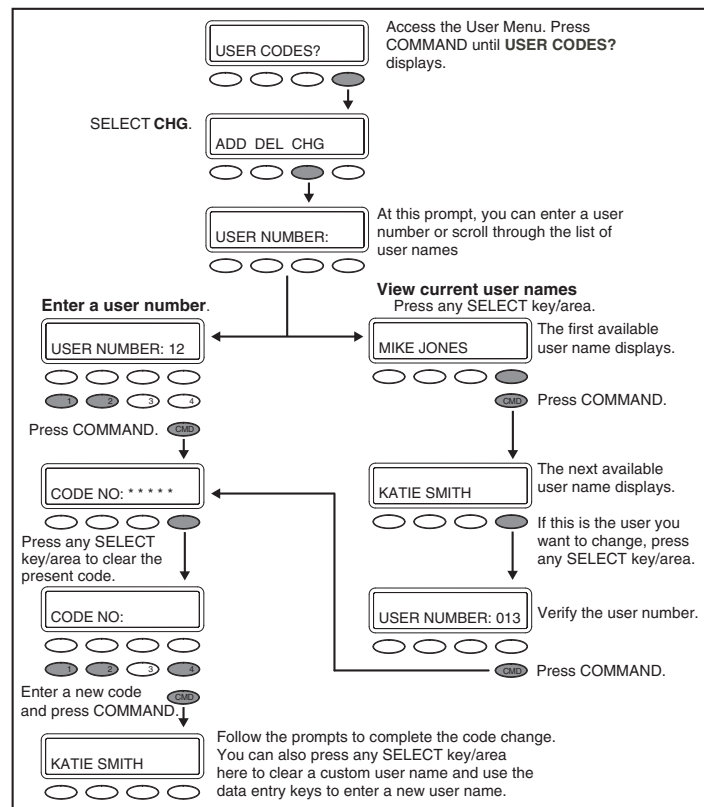 USER CODES?
Access the User Menu. Press
COMMAND until USER CODES?
displays.
SELECT CHG.
ADD DEL CHG
USER NUMBER:
At this prompt, you can enter a user
number or scroll through the list of
user names
Enter a user number.
USER NUMBER: 12
1 2 3 4
Press COMMAND. CMD
CODE NO: * * * * *
Press any SELECT
key/area to clear the
present code.
CODE NO:
1 2 3 4
Enter a new code
and press COMMAND.
CMD
KATIE SMITH
Follow the prompts to complete the code change.
You can also press any SELECT key/area
here to clear a custom user name and use the
data entry keys to enter a new user name.
View current user names
Press any SELECT key/area.
MIKE JONES
The first available
user name displays.
CMD Press COMMAND.
KATIE SMITH
The next available
user name displays.
If this is the user you
want to change, press
any SELECT key/area.
USER NUMBER: 013
Verify the user number.
CMD Press COMMAND.